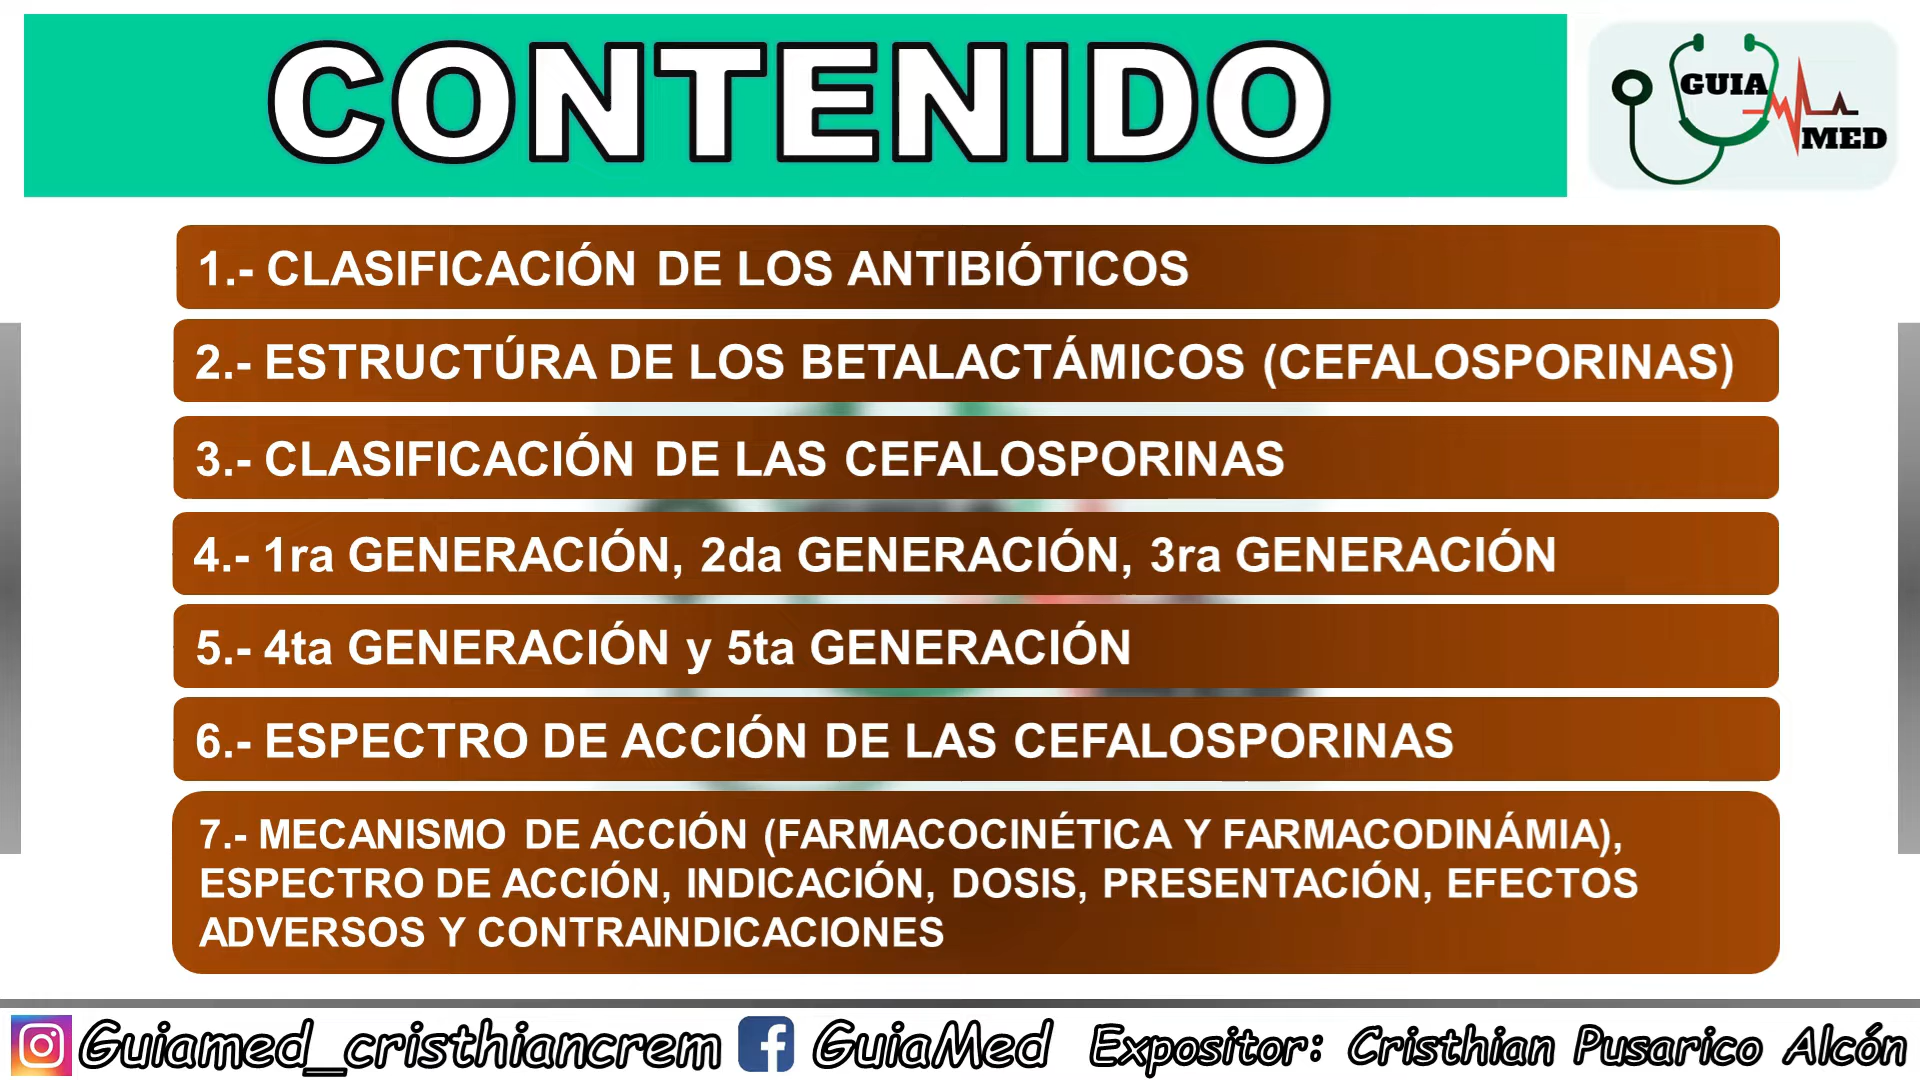 CONTENIDO
GUIA
MED
1.- CLASIFICACIÓN DE LOS ANTIBIÓTICOS
2.- ESTRUCTÚRA DE LOS BETALACTÁMICOS (CEFALOSPORINAS)
3.- CLASIFICACIÓN DE LAS CEFALOSPORINAS
4.- 1ra GENERACIÓN, 2da GENERACIÓN, 3ra GENERACIÓN
5.- 4ta GENERACIÓN y 5ta GENERACIÓN
6.- ESPECTRO DE ACCIÓN DE LAS CEFALOSPORINAS
7.- MECANISMO DE ACCIÓN (FARMACOCINÉTICA Y FARMACODINÁMIA),
ESPECTRO DE ACCIÓN, INDICACIÓN, DOSIS, PRESENTACIÓN, EFECTOS
ADVERSOS Y CONTRAINDICACIONES
Guiamed_cristhiancrem GuiaMed Expositor: Cristhian Pusarico Alcón